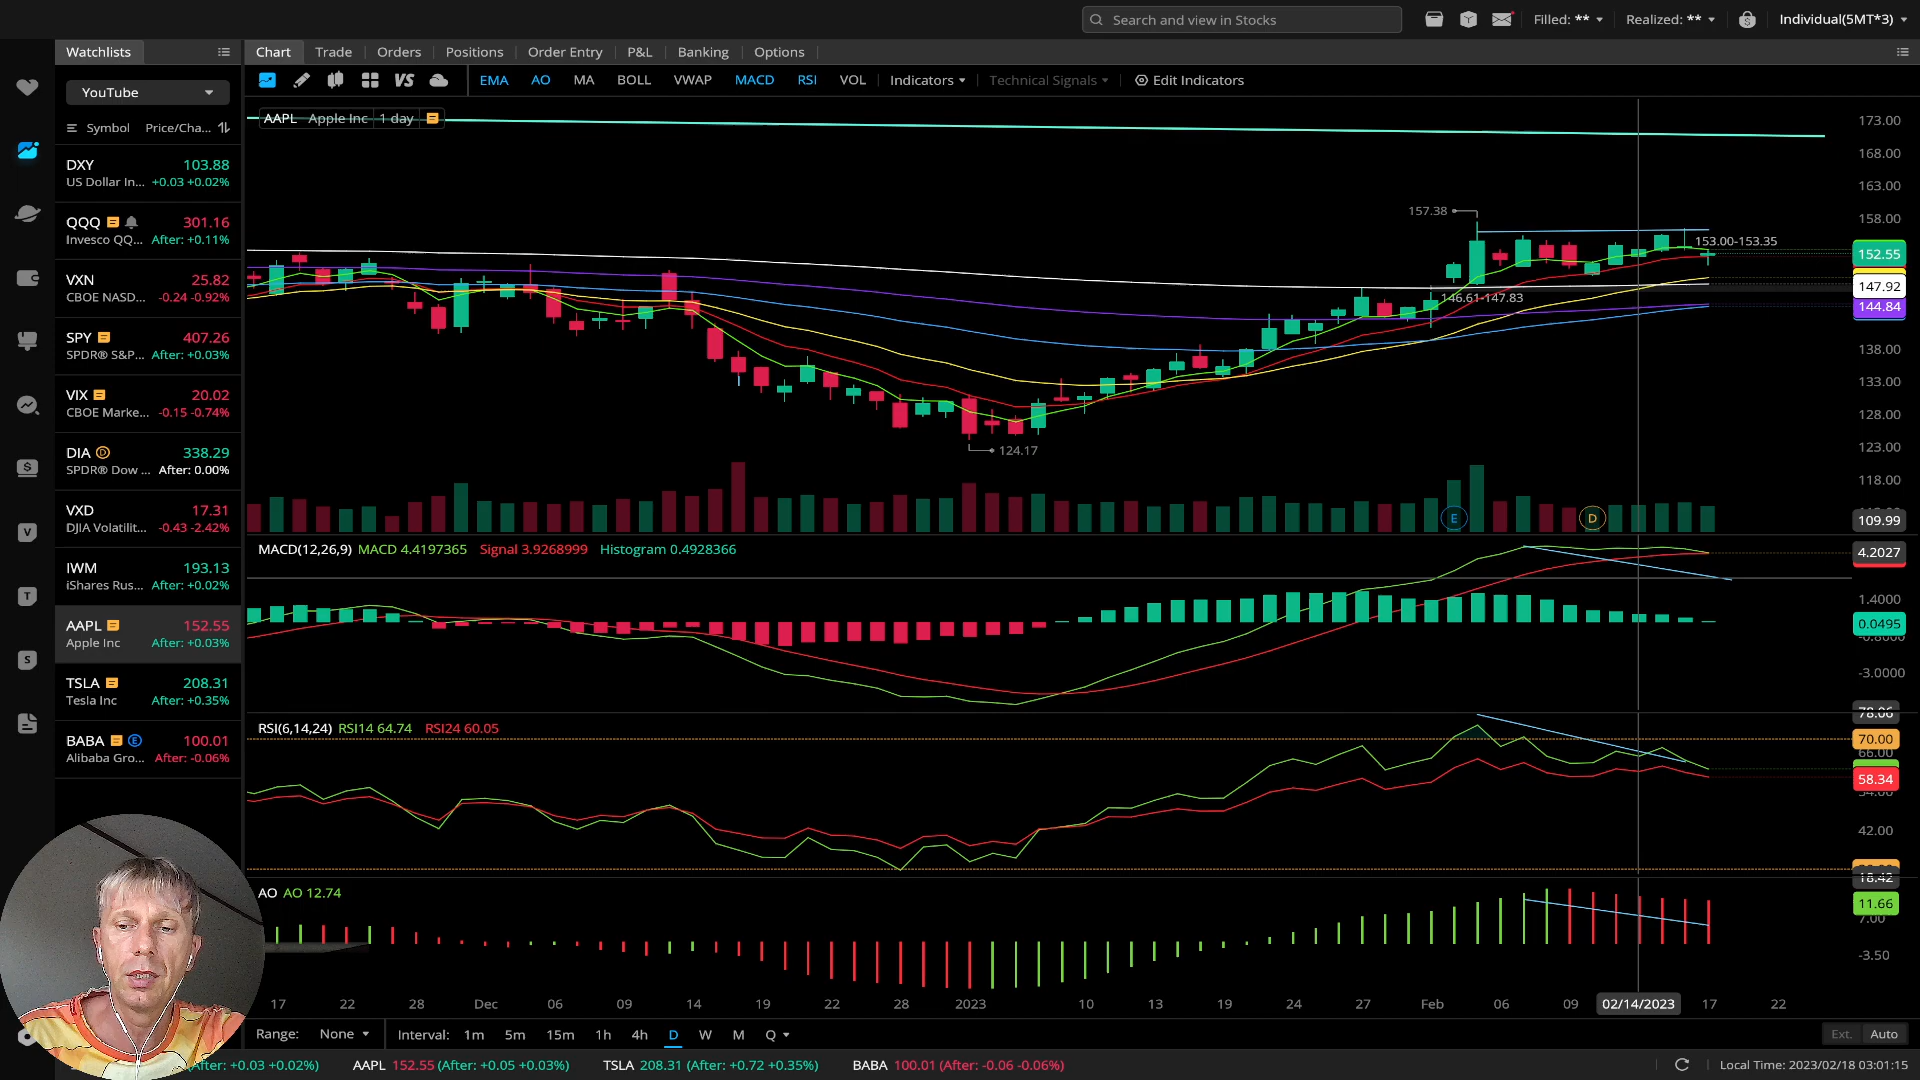 Search and view in Stocks
Filled: **
Realized: **
Individual(5MT*3)
Watchlists
Chart
Trade
Orders
Positions
Order Entry
P&L
Banking
Options
YouTube
VS
EMA
AO
MA
BOLL
VWAP
MACD
RSI
VOL
Indicators
Technical Signals
Edit Indicators
Symbol
Price/Cha...
AAPL Apple Inc 1 day
DXY 103.88
US Dollar In... +0.03 +0.02%
QQQ 301.16
Invesco QQ... After: +0.11%
VXN 25.82
CBOE NASD... -0.24 -0.92%
SPY 407.26
SPDR® S&P... After: +0.03%
VIX 20.02
CBOE Marke... -0.15 -0.74%
DIA D 338.29
SPDR® Dow ... After: 0.00%
VXD 17.31
DJIA Volatilit... -0.43 -2.42%
IWM 193.13
iShares Rus... After: +0.02%
AAPL 152.55
Apple Inc After: +0.03%
TSLA 208.31
Tesla Inc After: +0.35%
BABA E 100.01
Alibaba Gro... After: -0.06%
173.00
168.00
163.00
158.00
152.55
147.92
144.84
138.00
133.00
128.00
123.00
118.00
109.99
157.38
153.00-153.35
146.61-147.83
124.17
E
D
MACD(12,26,9) MACD 4.4197365 Signal 3.9268999 Histogram 0.4928366
4.2027
1.4000
0.0495
-3.0000
RSI(6,14,24) RSI14 64.74 RSI24 60.05
78.06
70.00
58.34
42.00
18.42
AO AO 12.74
11.66
7.00
-3.50
17
22
28
Dec
06
09
14
19
22
28
2023
10
13
19
24
27
Feb
06
09
02/14/2023
17
22
Range: None
Interval: 1m 5m 15m 1h 4h D W M Q
Ext.
Auto
(After: +0.03 +0.02%)
AAPL 152.55 (After: +0.05 +0.03%)
TSLA 208.31 (After: +0.72 +0.35%)
BABA 100.01 (After: -0.06 -0.06%)
Local Time: 2023/02/18 03:01:15